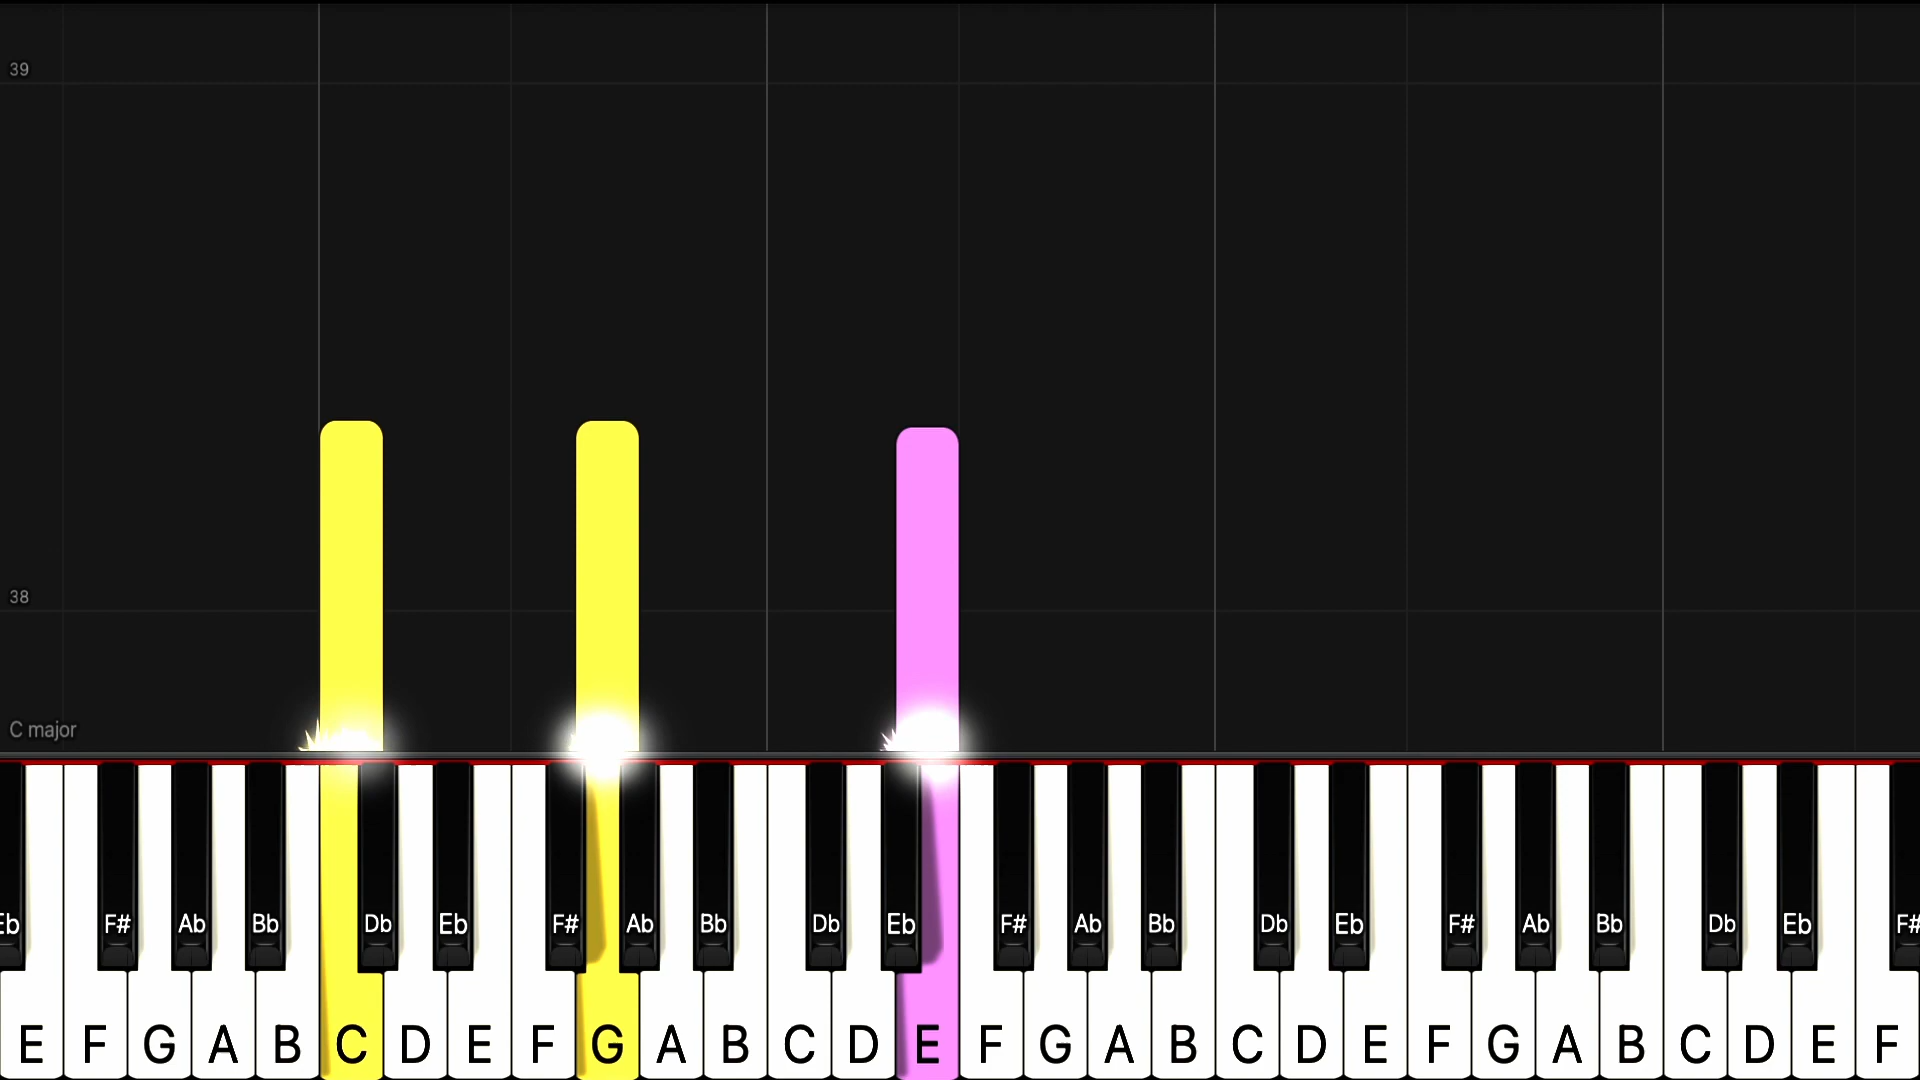 39
38
C major
Eb F# Ab Bb Db Eb F# Ab Bb Db Eb F# Ab Bb Db Eb F# Ab Bb Db Eb F#
E F G A B C D E F G A B C D E F G A B C D E F G A B C D E F